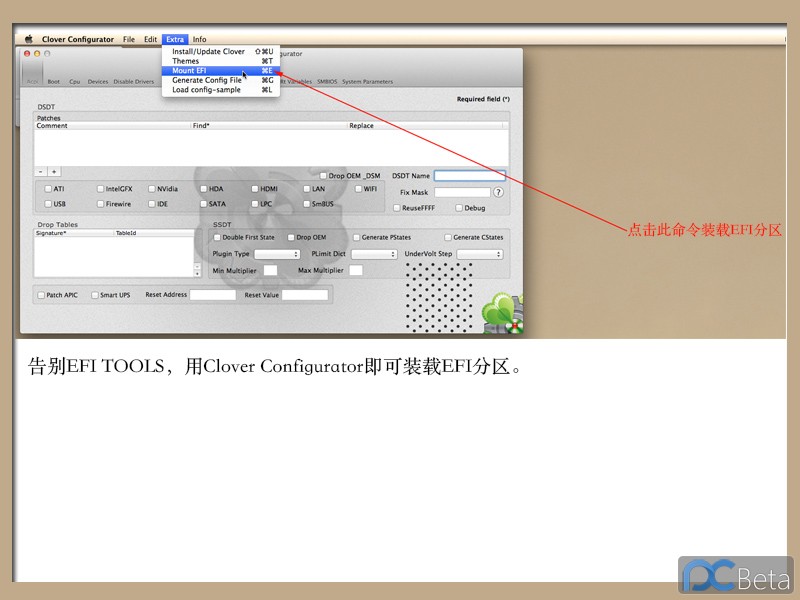 Clover Configurator File Edit Extra Info
Install/Update Clover ⇧⌘U
Themes ⌘T
Mount EFI ⌘E
Generate Config File ⌘G
Load config-sample ⌘L
gurator
Boot Cpu Devices Disable Drivers Variables SMBIOS System Parameters
Required field (*)
DSDT
Patches
Comment Find* Replace
- +
Drop OEM _DSM DSDT Name
ATI IntelGFX NVidia HDA HDMI LAN WIFI
Fix Mask ?
USB Firewire IDE SATA LPC SmBUS
ReuseFFFF Debug
Drop Tables
Signature* TableId
SSDT
Double First State Drop OEM Generate PStates Generate CStates
Plugin Type PLimit Dict UnderVolt Step
Min Multiplier Max Multiplier
Patch APIC Smart UPS Reset Address Reset Value
点击此命令装载EFI分区
告别EFI TOOLS，用Clover Configurator即可装载EFI分区。
PCBeta